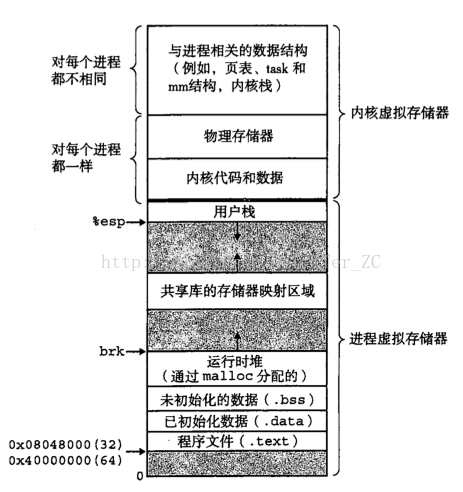 对每个进程
都不相同
与进程相关的数据结构
(例如，页表、task 和
mm结构，内核栈)
物理存储器
内核虚拟存储器
对每个进程
都一样
内核代码和数据
用户栈
%esp
共享库的存储器映射区域
brk
运行时堆
(通过 malloc 分配的)
进程虚拟存储器
未初始化的数据 (.bss)
已初始化数据 (.data)
程序文件 (.text)
0x08048000(32)
0x40000000(64)
0